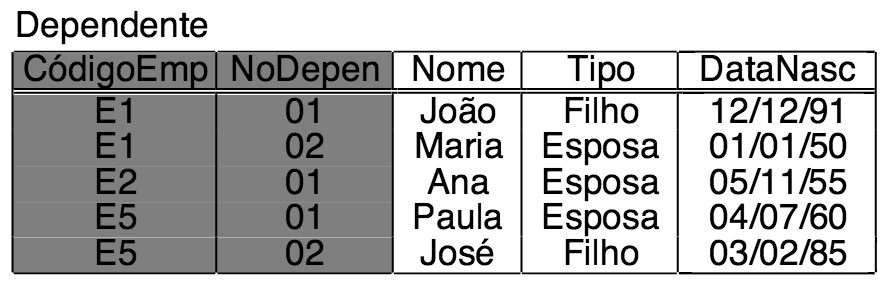 Dependente
CódigoEmp NoDepen Nome Tipo DataNasc
E1 01 João Filho 12/12/91
E1 02 Maria Esposa 01/01/50
E2 01 Ana Esposa 05/11/55
E5 01 Paula Esposa 04/07/60
E5 02 José Filho 03/02/85